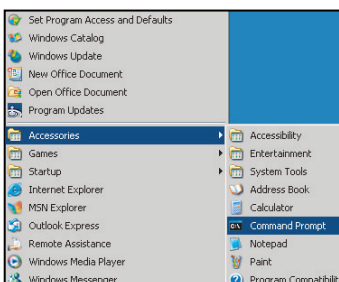 Set Program Access and Defaults
Windows Catalog
Windows Update
New Office Document
Open Office Document
Program Updates
Accessories
Games
Startup
Internet Explorer
MSN Explorer
Outlook Express
Remote Assistance
Windows Media Player
Windows Messenger
Accessibility
Entertainment
System Tools
Address Book
Calculator
Command Prompt
Notepad
Paint
Program Compatibilit